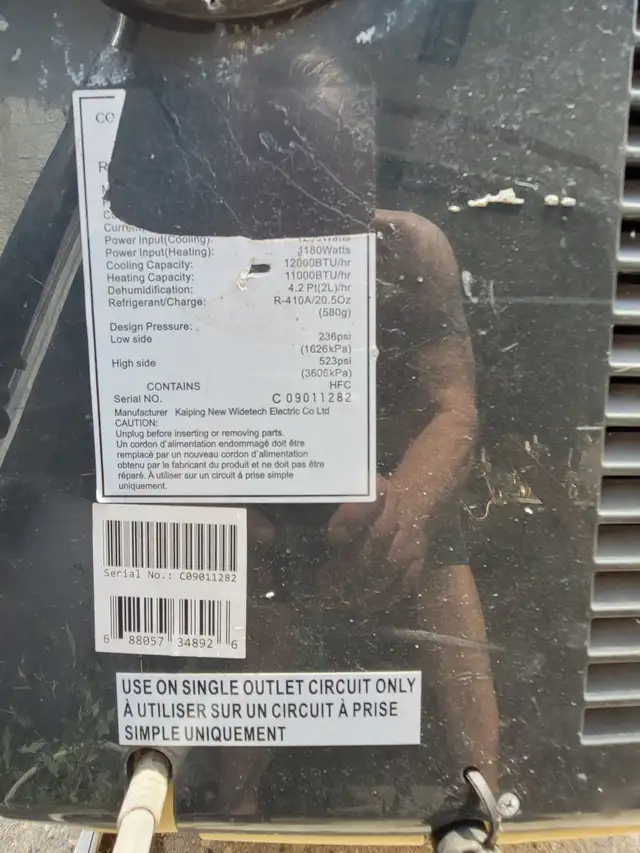 CO
Power Input(Cooling):
Power Input(Heating): 1180Watts
Cooling Capacity: 12000BTU/hr
Heating Capacity: 11000BTU/hr
Dehumidification: 4.2 Pt(2L)/hr
Refrigerant/Charge: R-410A/20.5Oz
(580g)
Design Pressure:
Low side 236psi
(1626kPa)
High side 523psi
(3606kPa)
CONTAINS HFC
Serial NO. C 09011282
Manufacturer Kaiping New Widetech Electric Co Ltd
CAUTION:
Unplug before inserting or removing parts.
Un cordon d'alimentation endommagé doit être
remplacé par un nouveau cordon d'alimentation
obtenu par le fabricant du produit et ne doit pas être
réparé. À utiliser sur un circuit à prise simple
uniquement.
Serial No.: C09011282
6 88057 34892 6
USE ON SINGLE OUTLET CIRCUIT ONLY
À UTILISER SUR UN CIRCUIT À PRISE
SIMPLE UNIQUEMENT